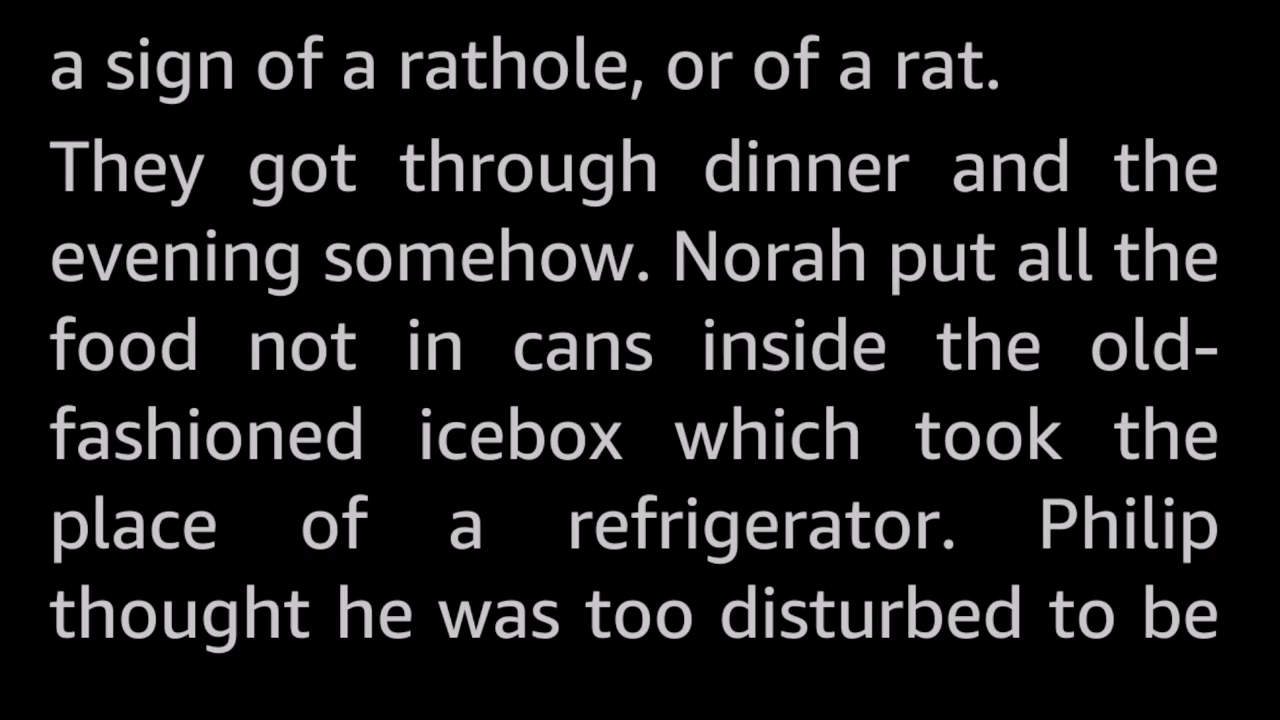 a sign of a rathole, or of a rat.
They got through dinner and the
evening somehow. Norah put all the
food not in cans inside the old-
fashioned icebox which took the
place of a refrigerator. Philip
thought he was too disturbed to be